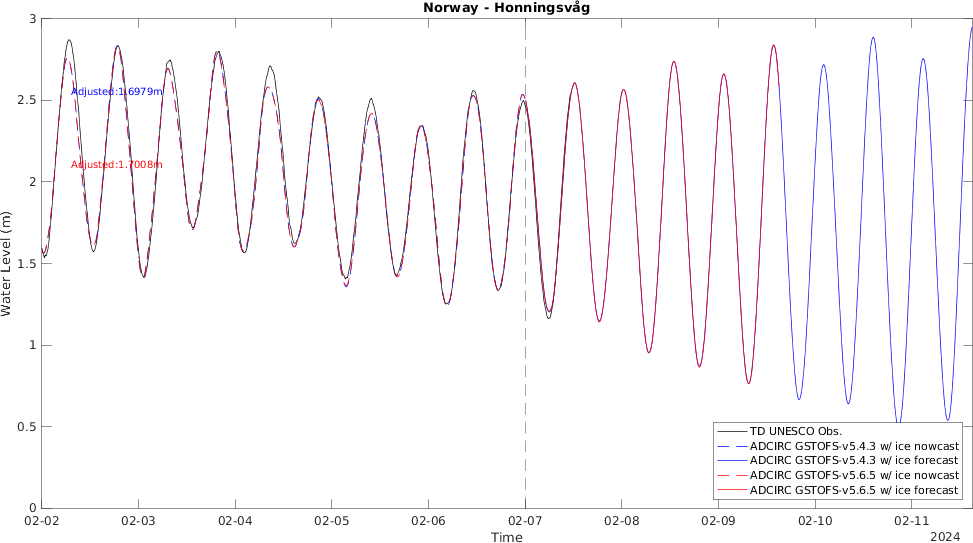 Norway - Honningsvåg
3
2.5
2
1.5
1
0.5
0
Water Level (m)
Adjusted:1.6979m
Adjusted:1.7008m
TD UNESCO Obs.
ADCIRC GSTOFS-v5.4.3 w/ ice nowcast
ADCIRC GSTOFS-v5.4.3 w/ ice forecast
ADCIRC GSTOFS-v5.6.5 w/ ice nowcast
ADCIRC GSTOFS-v5.6.5 w/ ice forecast
02-02 02-03 02-04 02-05 02-06 02-07 02-08 02-09 02-10 02-11
Time
2024